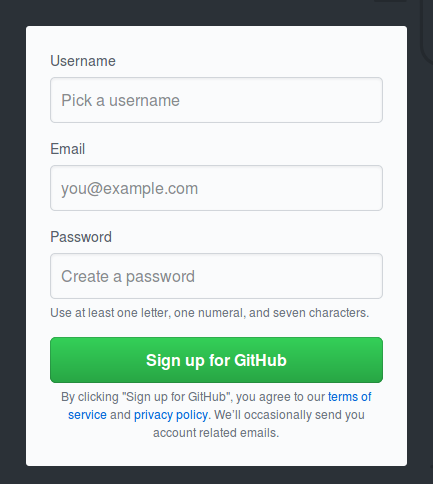 Username
Pick a username
Email
you@example.com
Password
Create a password
Use at least one letter, one numeral, and seven characters.
Sign up for GitHub
By clicking "Sign up for GitHub", you agree to our terms of
service and privacy policy. We’ll occasionally send you
account related emails.